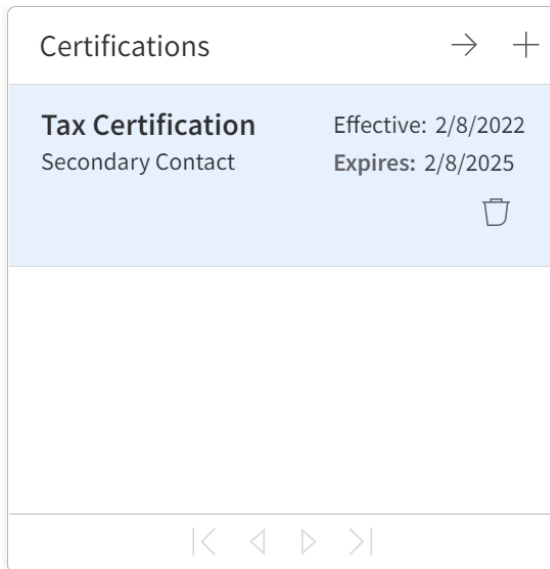 Certifications
Tax Certification
Effective: 2/8/2022
Secondary Contact
Expires: 2/8/2025